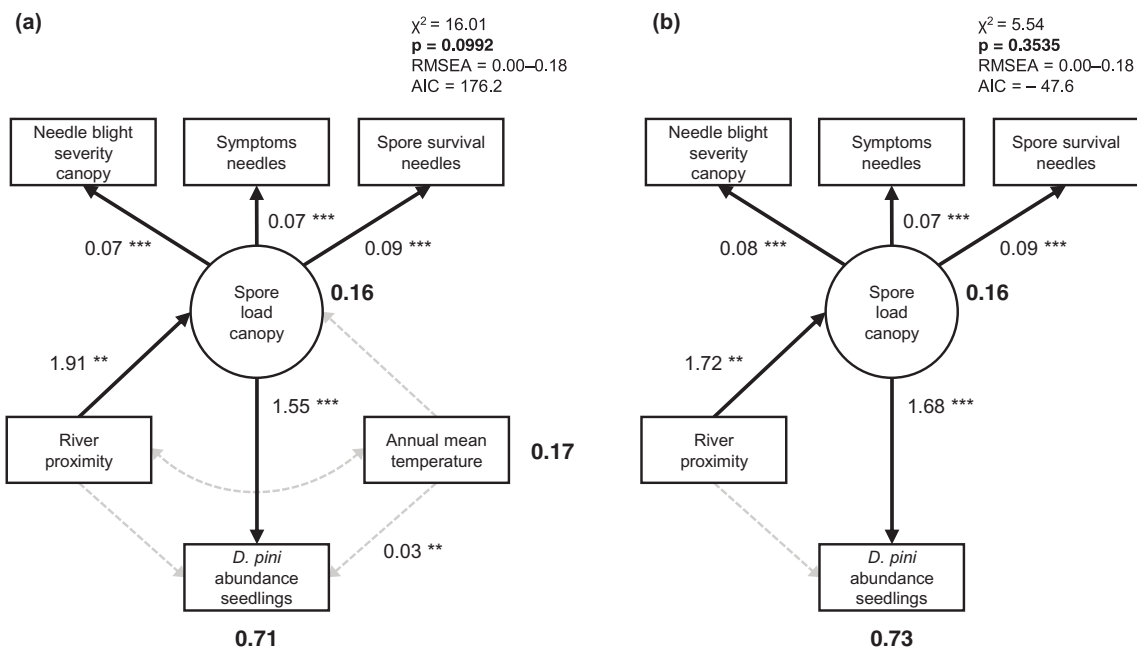 (a)
χ² = 16.01
p = 0.0992
RMSEA = 0.00–0.18
AIC = 176.2
Needle blight
severity
canopy
Symptoms
needles
Spore survival
needles
0.07 ***
0.07 ***
0.09 ***
Spore
load
canopy
0.16
1.91 **
1.55 ***
River
proximity
Annual mean
temperature
0.17
0.03 **
D. pini
abundance
seedlings
0.71
(b)
χ² = 5.54
p = 0.3535
RMSEA = 0.00–0.18
AIC = – 47.6
Needle blight
severity
canopy
Symptoms
needles
Spore survival
needles
0.08 ***
0.07 ***
0.09 ***
Spore
load
canopy
0.16
1.72 **
1.68 ***
River
proximity
D. pini
abundance
seedlings
0.73